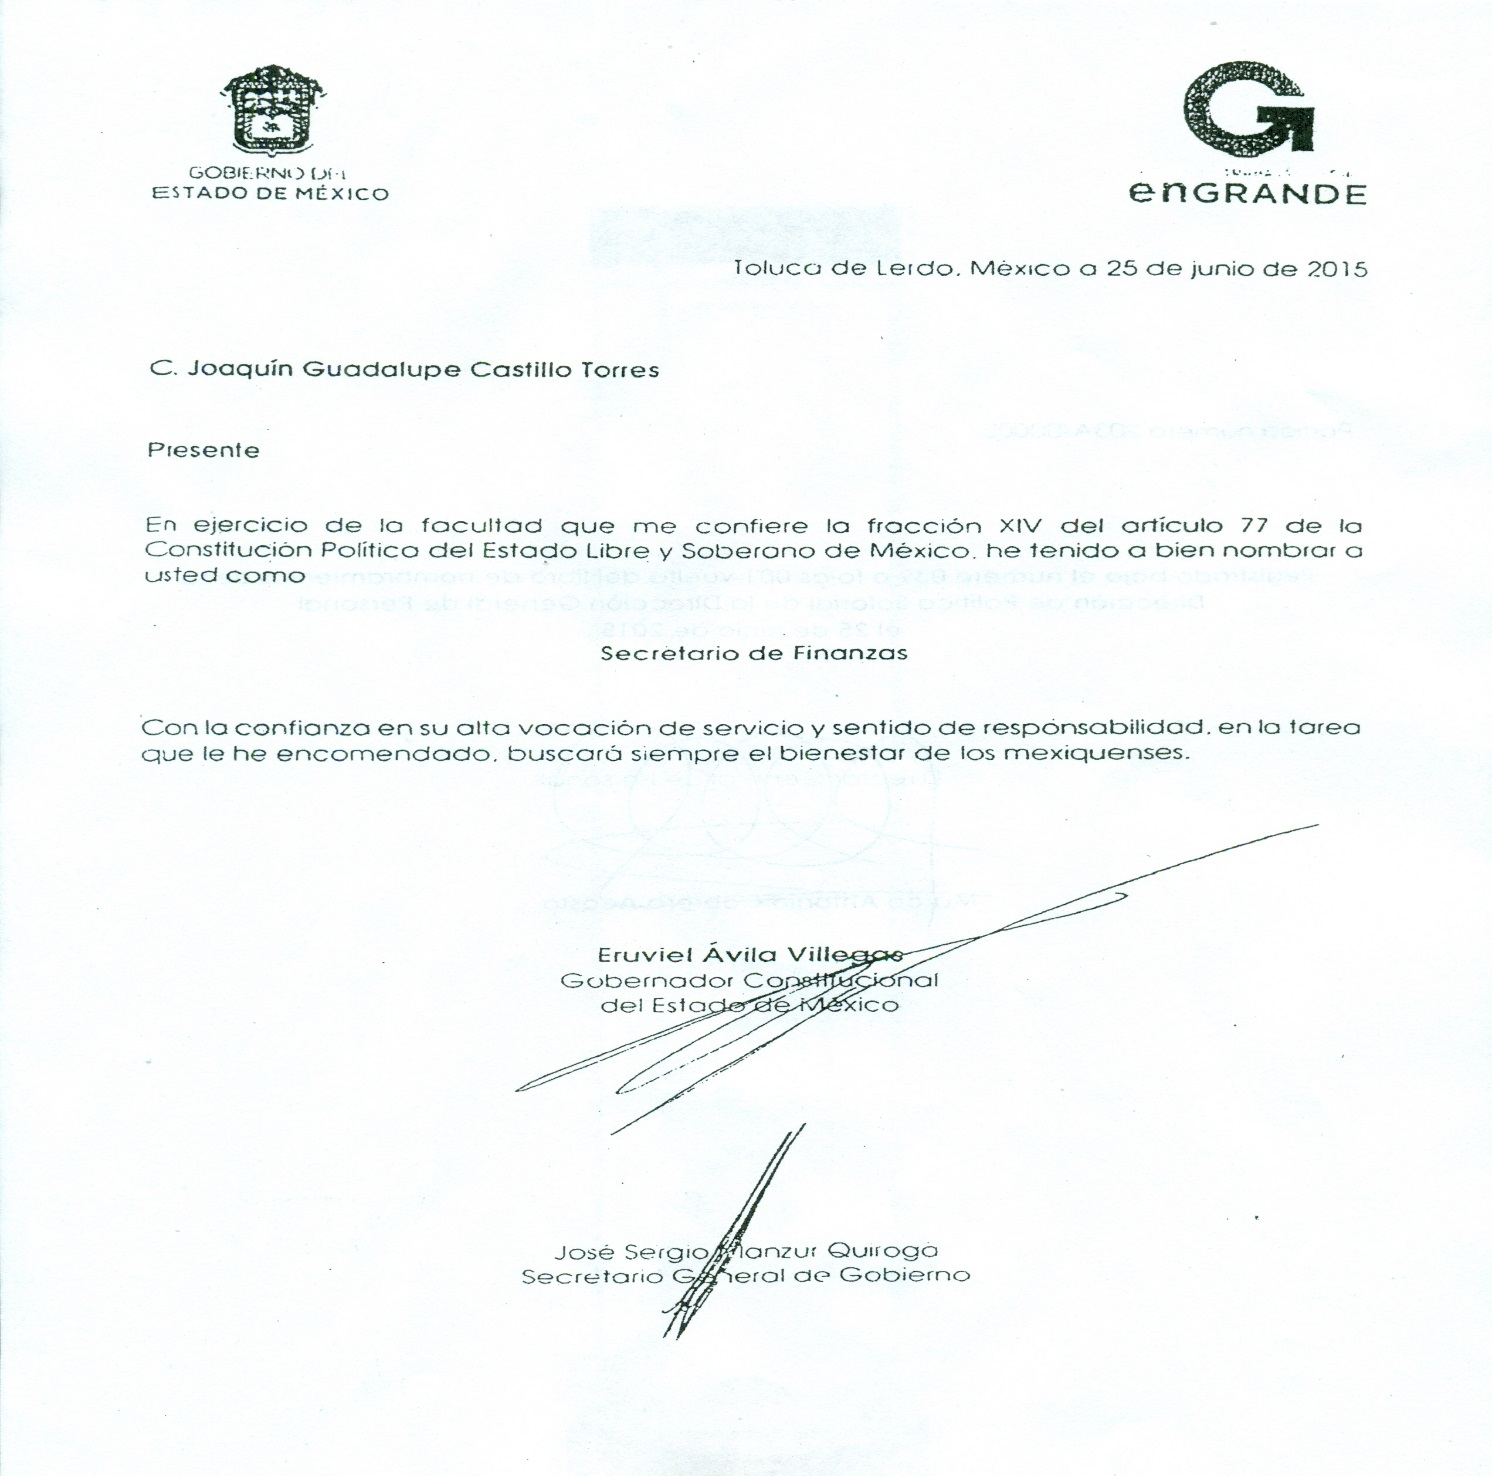 GOBIERNO DEL
ESTADO DE MÉXICO
enGRANDE
Toluca de Lerdo, México a 25 de junio de 2015
C. Joaquín Guadalupe Castillo Torres
Presente
En ejercicio de la facultad que me confiere la fracción XIV del artículo 77 de la
Constitución Política del Estado Libre y Soberano de México, he tenido a bien nombrar a
usted como
Secretario de Finanzas
Con la confianza en su alta vocación de servicio y sentido de responsabilidad, en la tarea
que le he encomendado, buscará siempre el bienestar de los mexiquenses.
Eruviel Ávila Villegas
Gobernador Constitucional
del Estado de México
José Sergio Manzur Quiroga
Secretario General de Gobierno